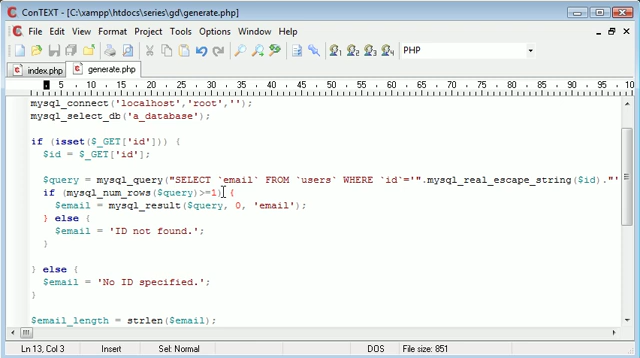 ConTEXT - [C:\xampp\htdocs\series\gd\generate.php]
File Edit View Format Project Tools Options Window Help
PHP
index.php generate.php
5 10 15 20 25 30 35 40 45 50 55 60 65 70 75 80 85 90 95 100
mysql_connect('localhost','root','');
mysql_select_db('a_database');
if (isset($_GET['id'])) {
$id = $_GET['id'];
$query = mysql_query("SELECT `email` FROM `users` WHERE `id`='".mysql_real_escape_string($id)."'
if (mysql_num_rows($query)>=1) {
$email = mysql_result($query, 0, 'email');
} else {
$email = 'ID not found.';
}
} else {
$email = 'No ID specified.';
}
$email_length = strlen($email);
Ln 13, Col 3 Insert Sel: Normal DOS File size: 851